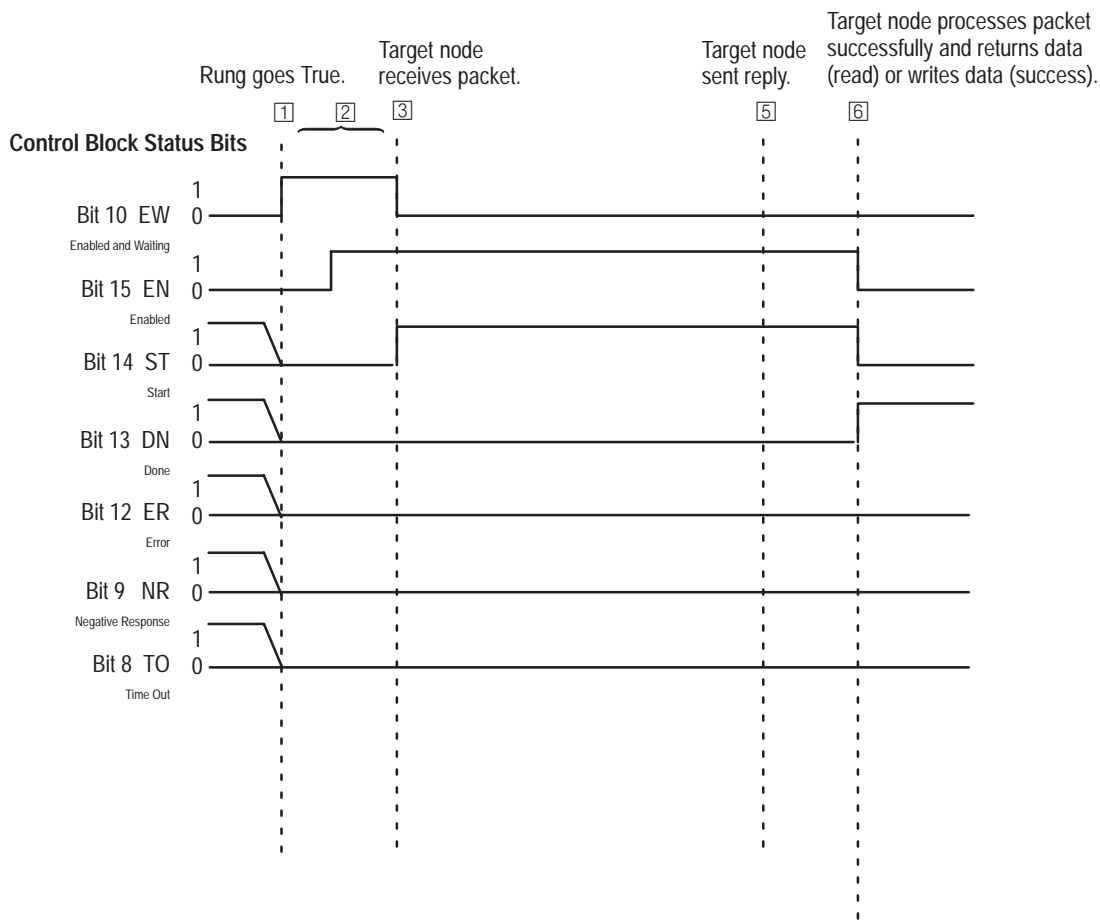 Target node processes packet
successfully and returns data
(read) or writes data (success).
Target node
receives packet.
Target node
sent reply.
Rung goes True.
1 2 3 5 6
Control Block Status Bits
1
Bit 10 EW 0
Enabled and Waiting
1
Bit 15 EN 0
Enabled
1
Bit 14 ST 0
Start
1
Bit 13 DN 0
Done
1
Bit 12 ER 0
Error
1
Bit 9 NR 0
Negative Response
1
Bit 8 TO 0
Time Out